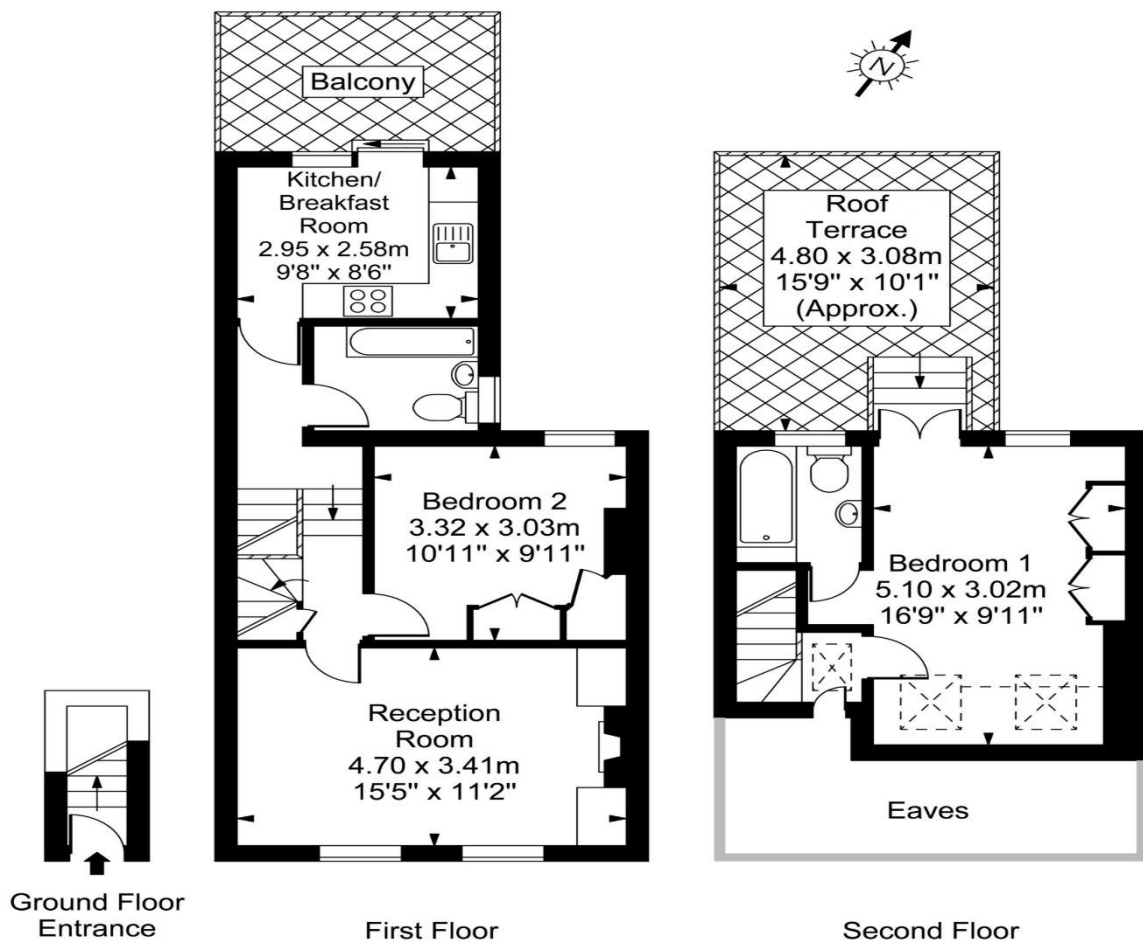 Balcony
N
Kitchen/
Breakfast
Room
2.95 x 2.58m
9'8" x 8'6"
Roof
Terrace
4.80 x 3.08m
15'9" x 10'1"
(Approx.)
Bedroom 2
3.32 x 3.03m
10'11" x 9'11"
Bedroom 1
5.10 x 3.02m
16'9" x 9'11"
Reception
Room
4.70 x 3.41m
15'5" x 11'2"
Eaves
Ground Floor
Entrance
First Floor
Second Floor